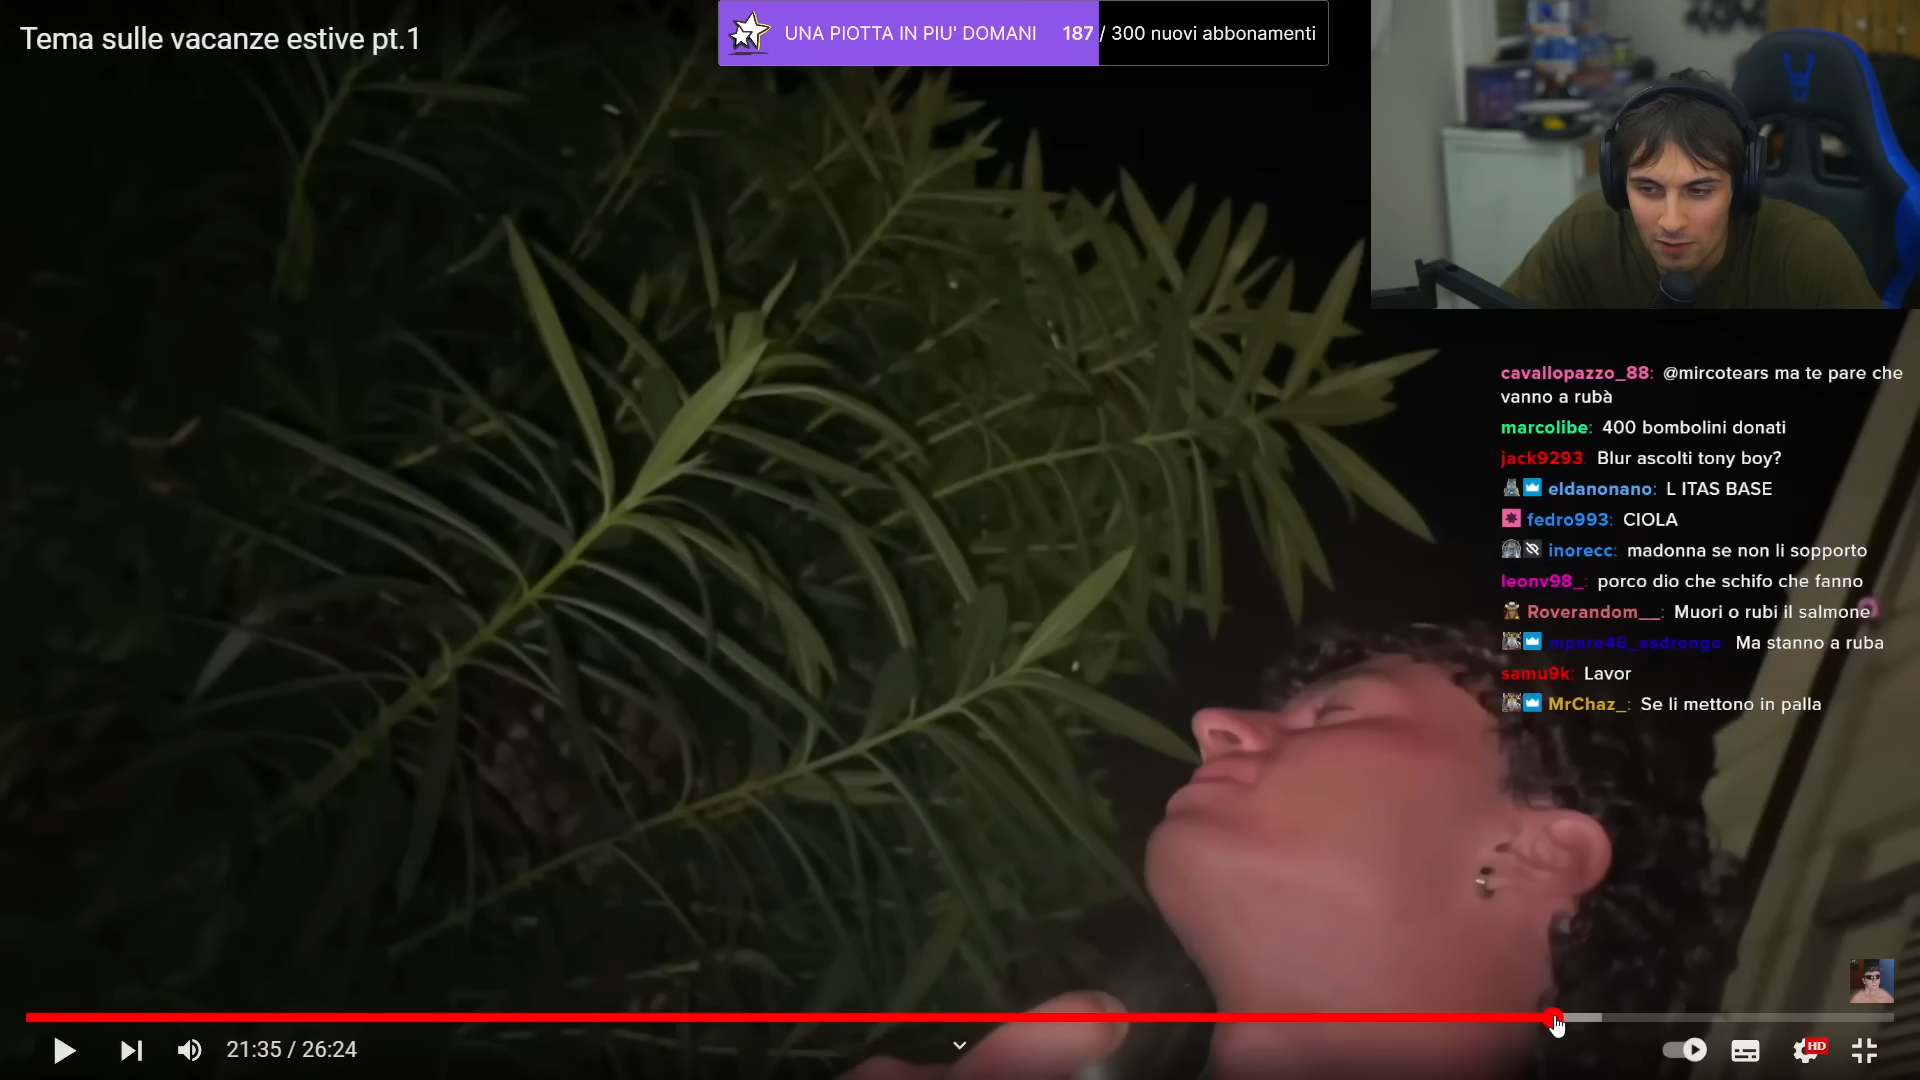 Tema sulle vacanze estive pt.1
UNA PIOTTA IN PIU' DOMANI 187 / 300 nuovi abbonamenti
cavallopazzo_88: @mircotears ma te pare che
vanno a rubà
marcolibe: 400 bombolini donati
jack9293: Blur ascolti tony boy?
eldanonano: L ITAS BASE
fedro993: CIOLA
inorecc: madonna se non li sopporto
leonv98_: porco dio che schifo che fanno
Roverandom__: Muori o rubi il salmone
mpare46_asdrongo: Ma stanno a ruba
samu9k: Lavor
MrChaz_: Se li mettono in palla
21:35 / 26:24
HD